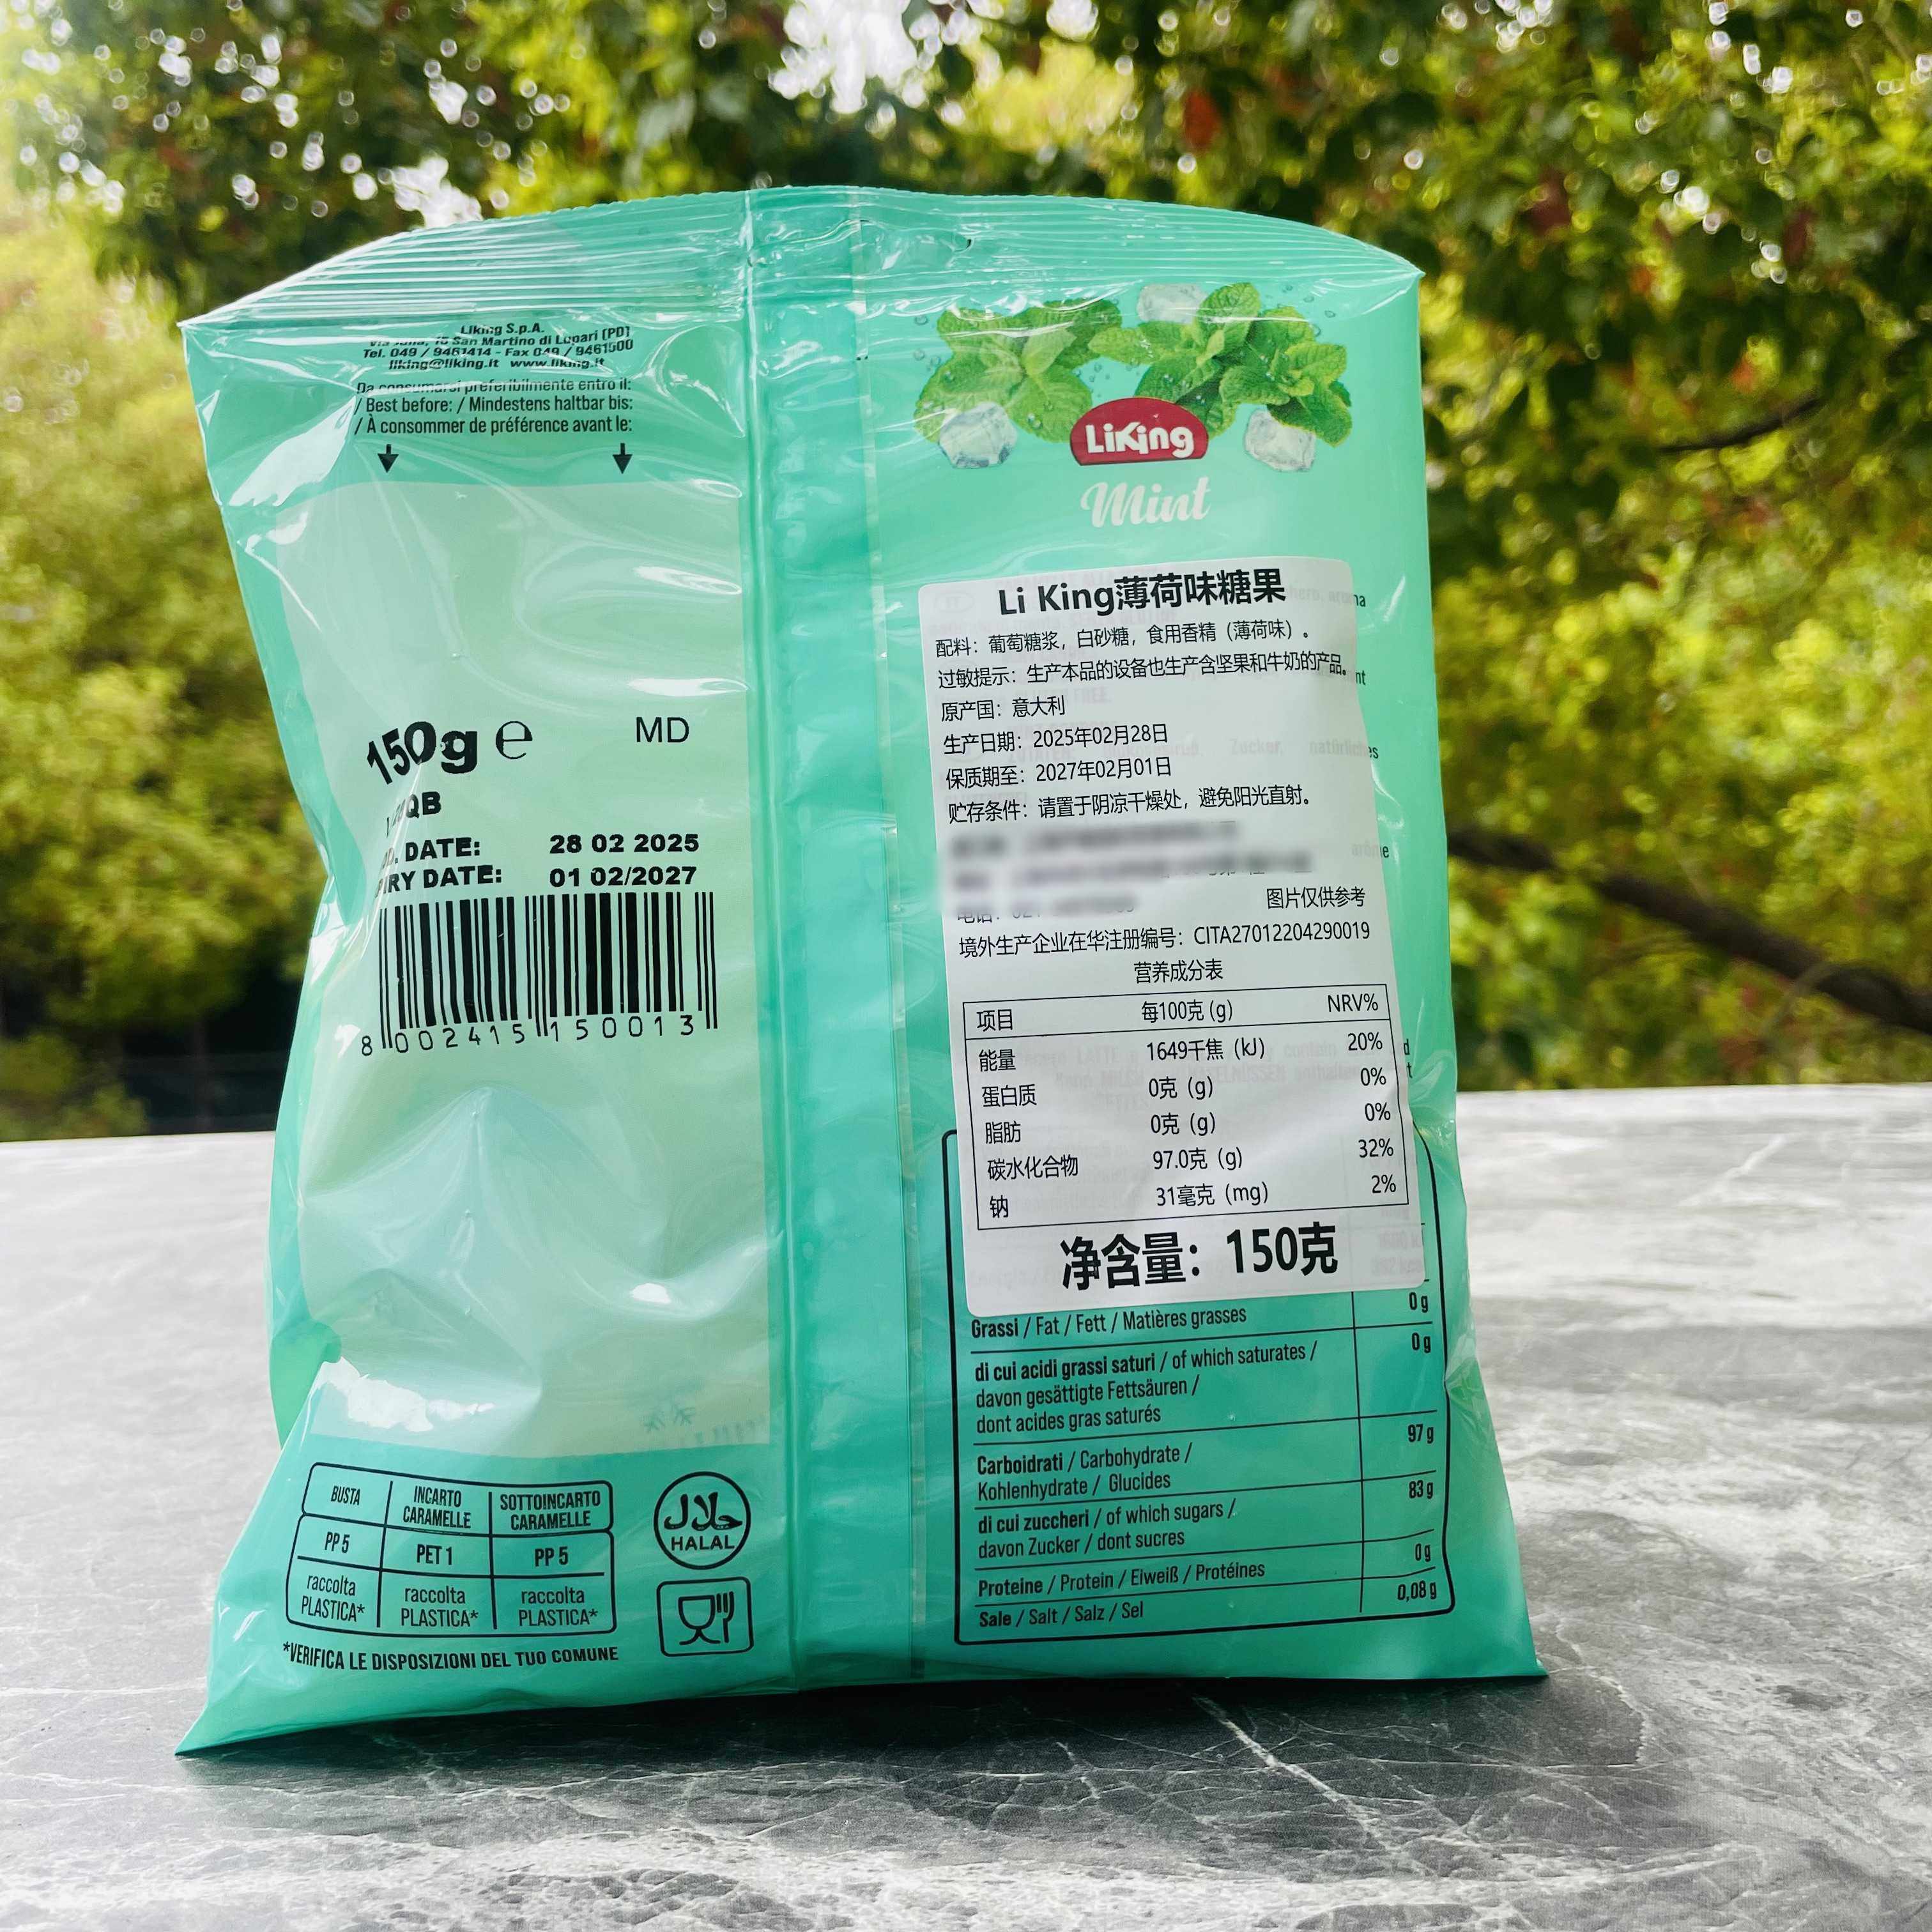 Liking S.p.A.
San Martino di Lupari (PD)
Tel. 049 / 9461414 - Fax 049 / 9461500
liking@liking.it www.liking.it
Da consumarsi preferibilmente entro il:
/ Best before: / Mindestens haltbar bis:
/ À consommer de préférence avant le:
150g e
MD
QB
DATE: 28 02 2025
RY DATE: 01 02/2027
8 002415 150013
BUSTA
INCARTO CARAMELLE
SOTTOINCARTO CARAMELLE
PP 5
PET 1
PP 5
raccolta PLASTICA*
raccolta PLASTICA*
raccolta PLASTICA*
*VERIFICA LE DISPOSIZIONI DEL TUO COMUNE
حلال
HALAL
LiKing
Mint
Li King薄荷味糖果
配料：葡萄糖浆，白砂糖，食用香精（薄荷味）。
过敏提示：生产本品的设备也生产含坚果和牛奶的产品。
原产国：意大利
生产日期：2025年02月28日
保质期至：2027年02月01日
贮存条件：请置于阴凉干燥处，避免阳光直射。
图片仅供参考
境外生产企业在华注册编号：CITA27012204290019
营养成分表
项目 每100克 (g) NRV%
能量 1649千焦（kJ） 20%
蛋白质 0克（g） 0%
脂肪 0克（g） 0%
碳水化合物 97.0克（g） 32%
钠 31毫克（mg） 2%
净含量：150克
Grassi / Fat / Fett / Matières grasses 0 g
di cui acidi grassi saturi / of which saturates / 0 g
davon gesättigte Fettsäuren /
dont acides gras saturés
Carboidrati / Carbohydrate / 97 g
Kohlenhydrate / Glucides
di cui zuccheri / of which sugars / 83 g
davon Zucker / dont sucres
Proteine / Protein / Eiweiß / Protéines 0 g
Sale / Salt / Salz / Sel 0,08 g